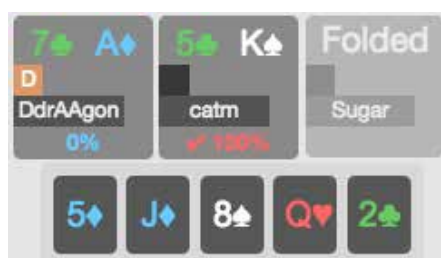 7♣ A♦ 5♣ K♠ Folded
D
DdrAAgon catm Sugar
0% ✔ 100%
5♦ J♦ 8♠ Q♥ 2♣